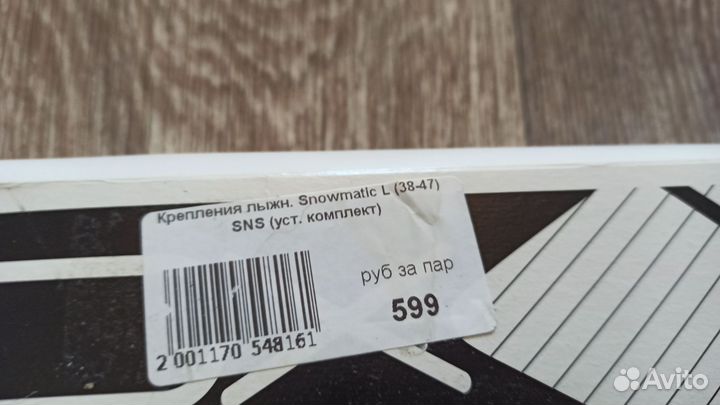 Крепления лыжн. Snowmatic L (38-47)
SNS (уст. комплект)
руб за пар
599
2 001170 548161
Avito